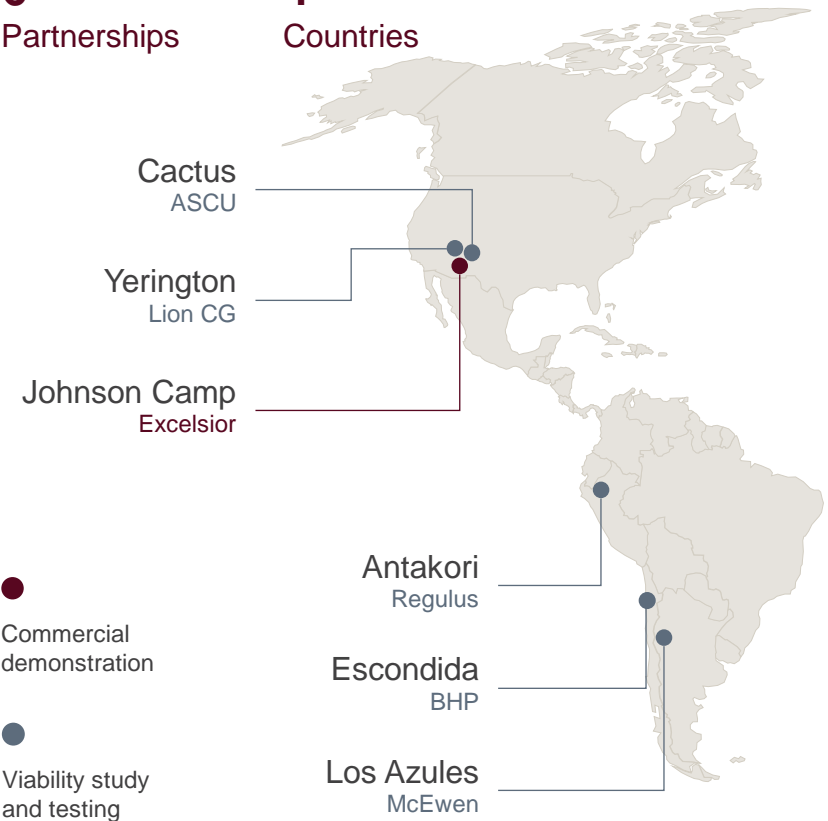 Partnerships
Countries
Cactus
ASCU
Yerington
Lion CG
Johnson Camp
Excelsior
Antakori
Regulus
Escondida
BHP
Los Azules
McEwen
Commercial
demonstration
Viability study
and testing